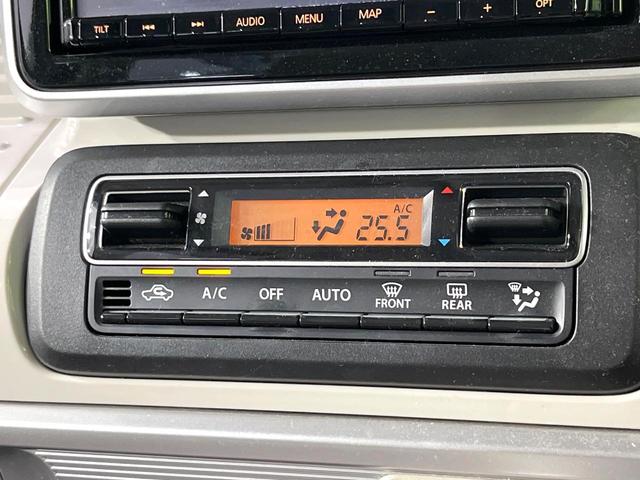 TILT AUDIO MENU MAP − + OPT
A/C
25.5
A/C OFF AUTO FRONT REAR